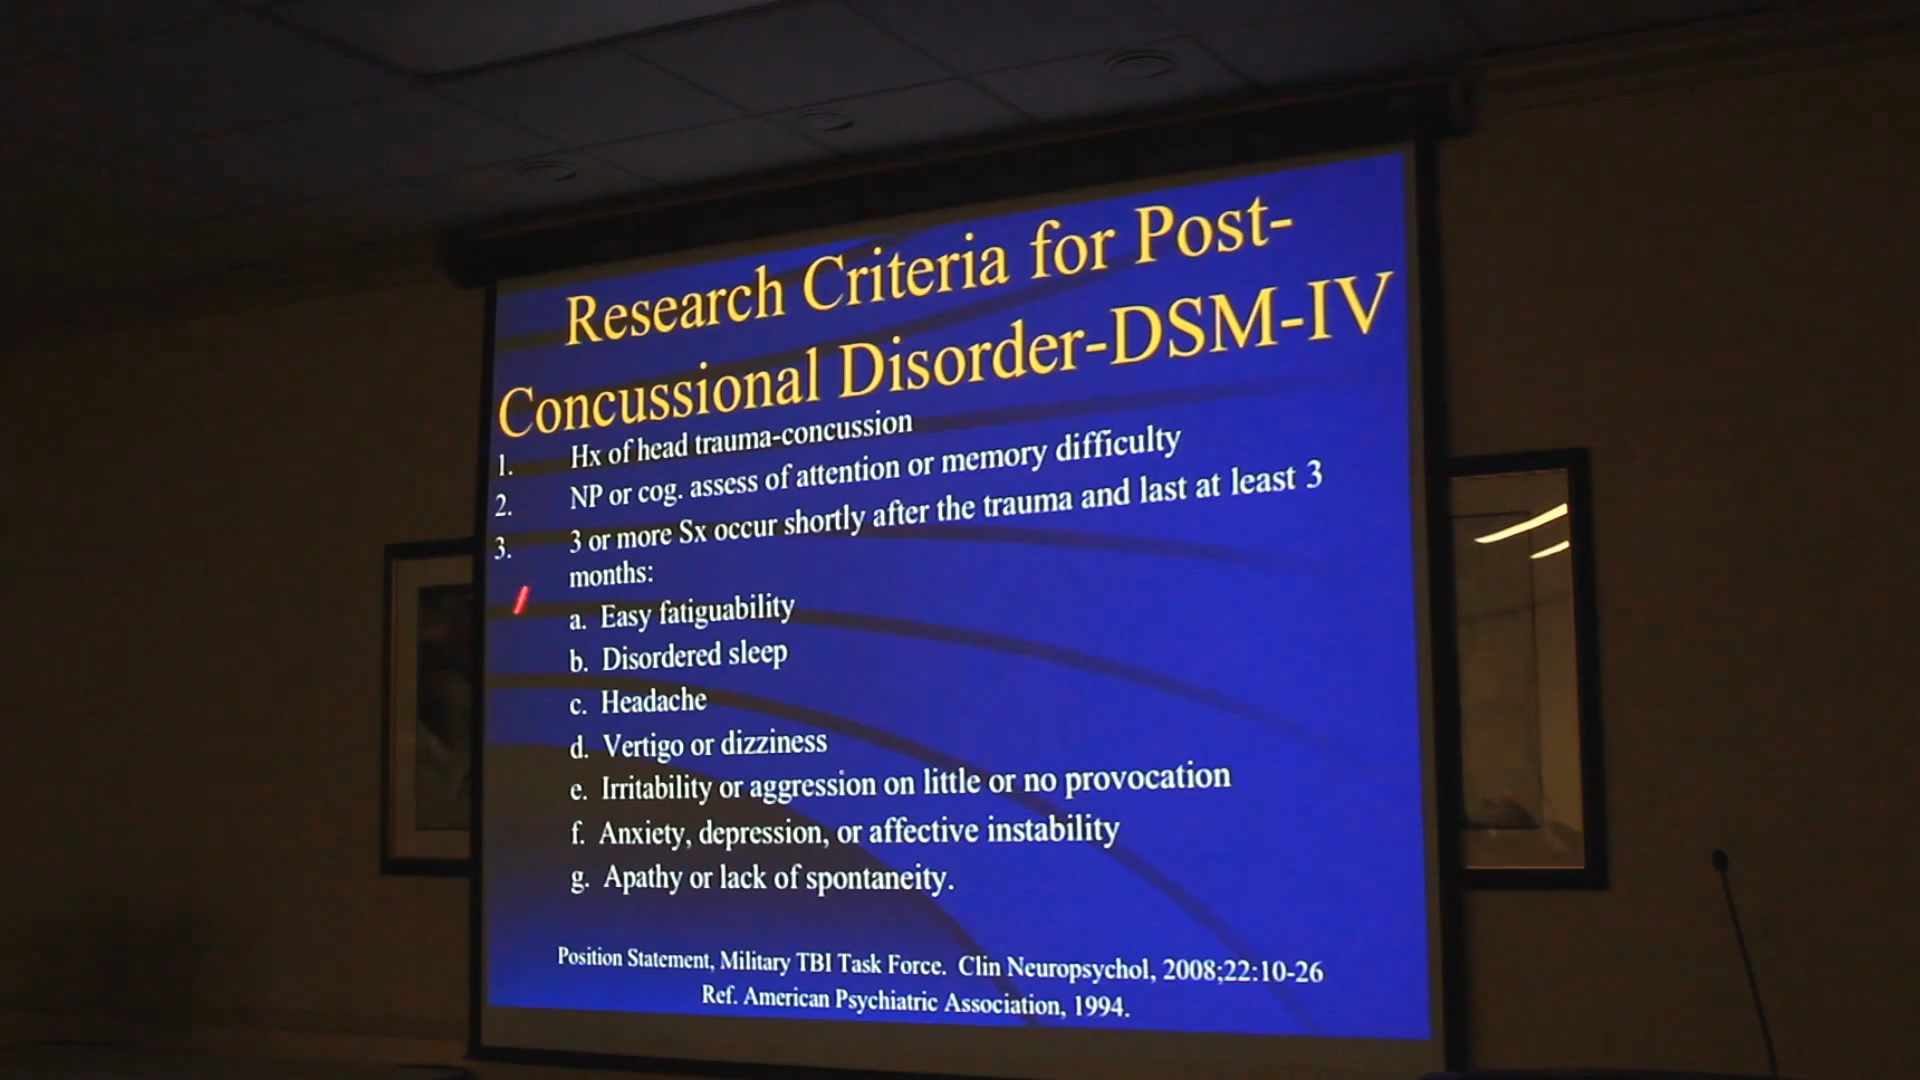 Research Criteria for Post-
Concussional Disorder-DSM-IV
1. Hx of head trauma-concussion
2. NP or cog. assess of attention or memory difficulty
3. 3 or more Sx occur shortly after the trauma and last at least 3
months:
a. Easy fatiguability
b. Disordered sleep
c. Headache
d. Vertigo or dizziness
e. Irritability or aggression on little or no provocation
f. Anxiety, depression, or affective instability
g. Apathy or lack of spontaneity.
Position Statement, Military TBI Task Force. Clin Neuropsychol, 2008;22:10-26
Ref. American Psychiatric Association, 1994.